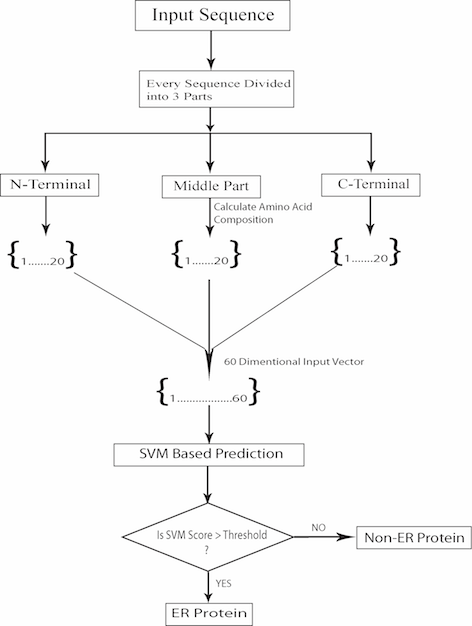 Input Sequence
Every Sequence Divided
into 3 Parts
N-Terminal
Middle Part
C-Terminal
Calculate Amino Acid
Composition
{1.......20}
{1.......20}
{1.......20}
60 Dimentional Input Vector
{1..................60}
SVM Based Prediction
Is SVM Score > Threshold
?
NO
Non-ER Protein
YES
ER Protein